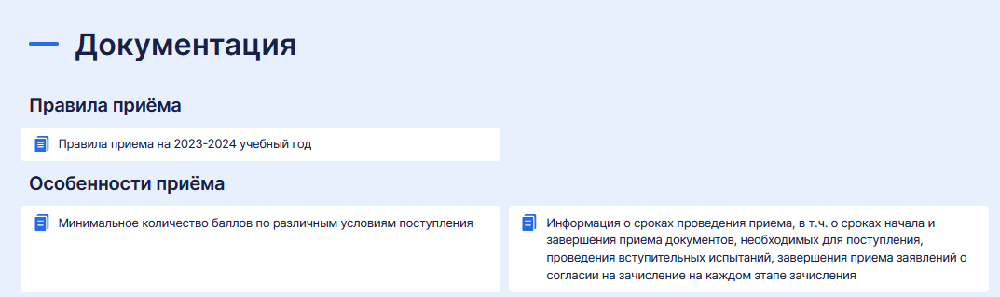 Документация
Правила приёма
Правила приема на 2023-2024 учебный год
Особенности приёма
Минимальное количество баллов по различным условиям поступления
Информация о сроках проведения приема, в т.ч. о сроках начала и
завершения приема документов, необходимых для поступления,
проведения вступительных испытаний, завершения приема заявлений о
согласии на зачисление на каждом этапе зачисления